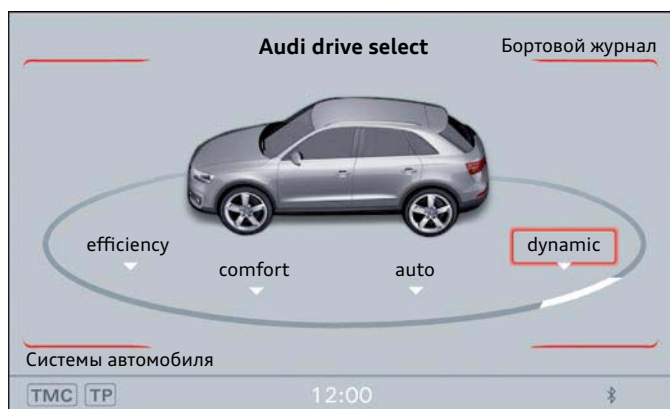 Audi drive select
Бортовой журнал
efficiency
comfort
auto
dynamic
Системы автомобиля
TMC TP
12:00